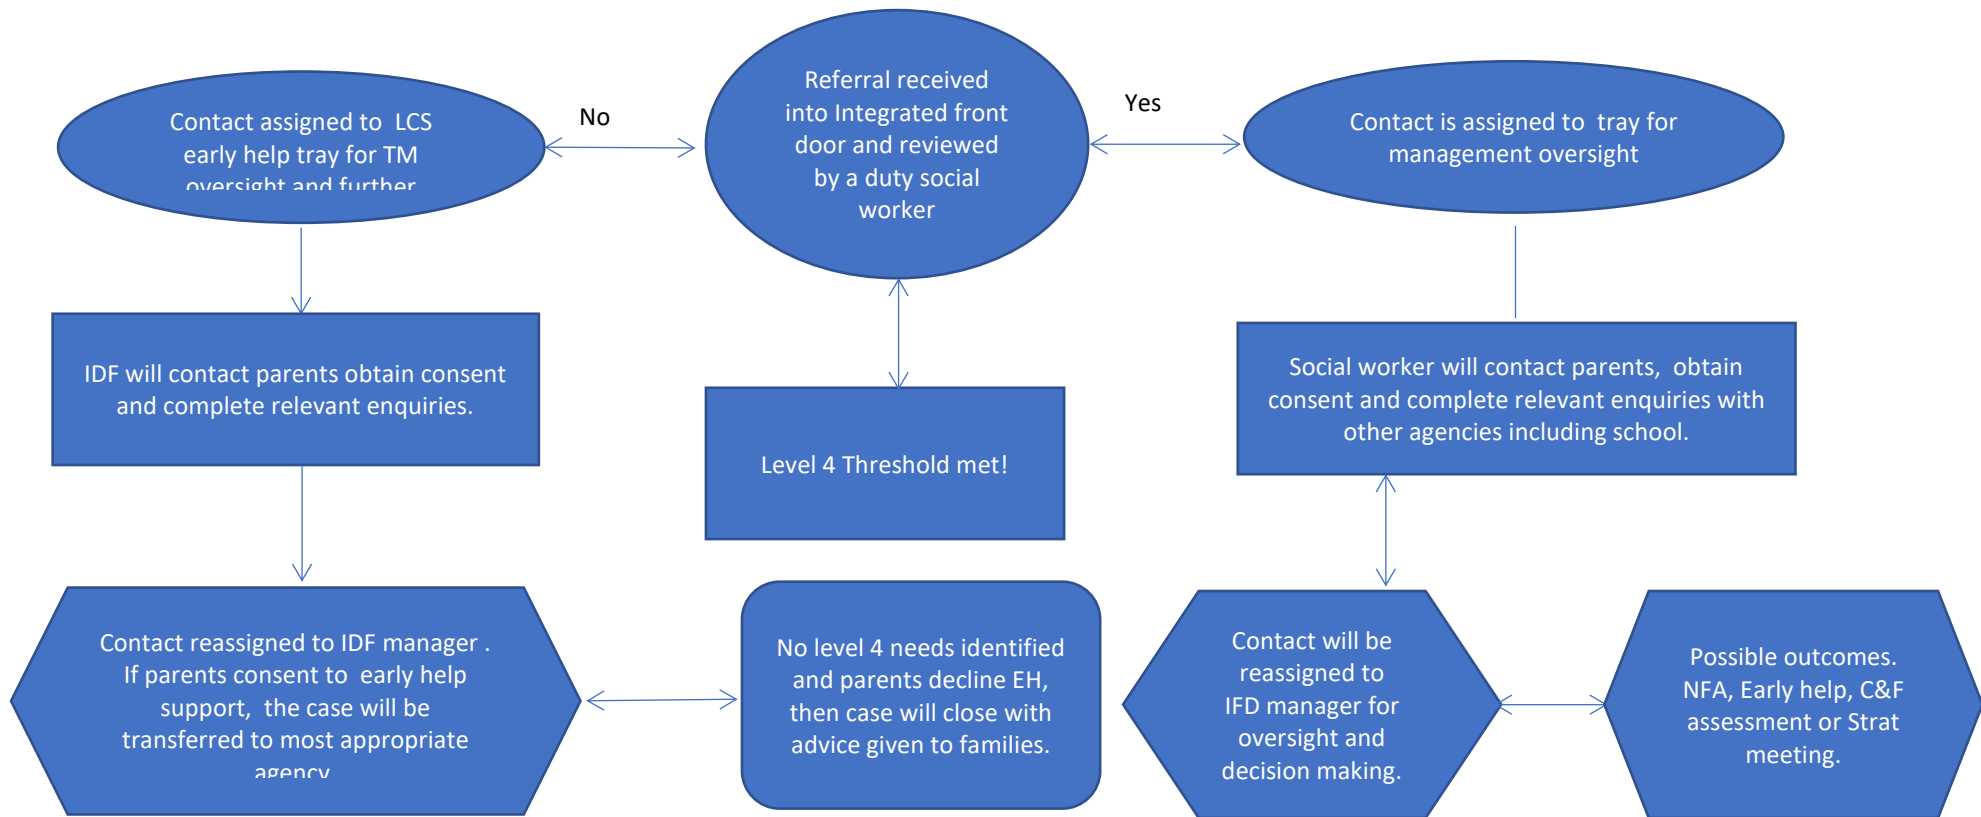 Contact assigned to LCS
early help tray for TM
oversight and further
No
Referral received
into Integrated front
door and reviewed
by a duty social
worker
Yes
Contact is assigned to tray for
management oversight
IDF will contact parents obtain consent
and complete relevant enquiries.
Level 4 Threshold met!
Social worker will contact parents, obtain
consent and complete relevant enquiries with
other agencies including school.
Contact reassigned to IDF manager .
If parents consent to early help
support, the case will be
transferred to most appropriate
agency
No level 4 needs identified
and parents decline EH,
then case will close with
advice given to families.
Contact will be
reassigned to
IFD manager for
oversight and
decision making.
Possible outcomes.
NFA, Early help, C&F
assessment or Strat
meeting.